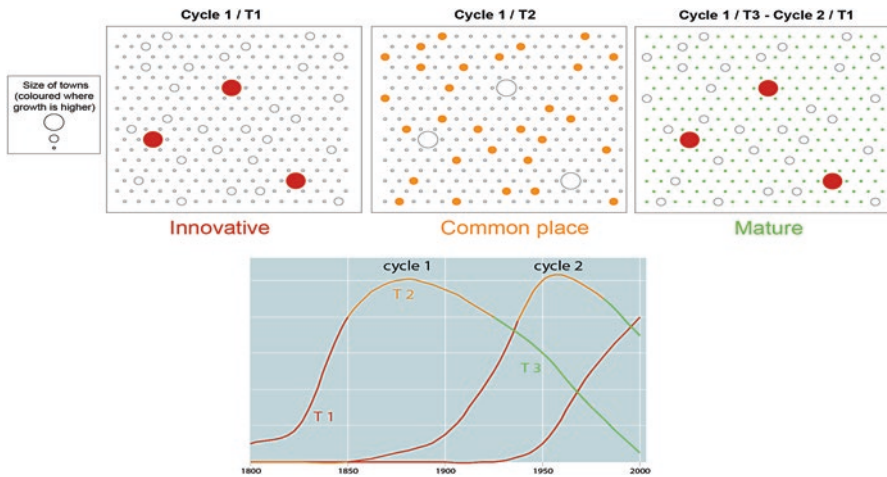 Cycle 1 / T1
Cycle 1 / T2
Cycle 1 / T3 - Cycle 2 / T1
Size of towns
(coloured where
growth is higher)
Innovative
Common place
Mature
cycle 1
cycle 2
T 2
T 3
T 1
1800
1850
1900
1950
2000